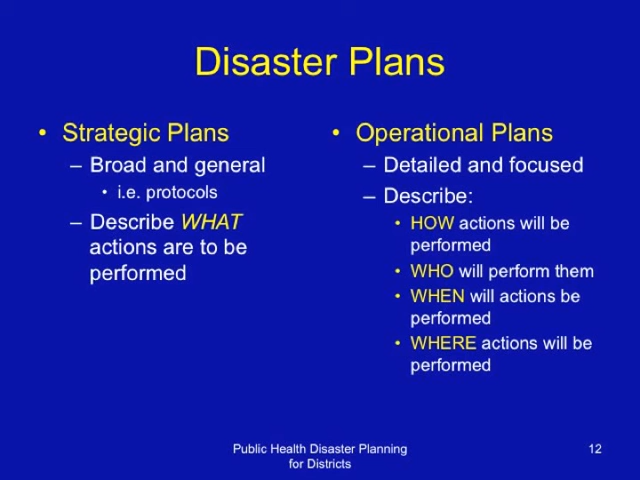 Disaster Plans
• Strategic Plans
– Broad and general
• i.e. protocols
– Describe WHAT
actions are to be
performed
• Operational Plans
– Detailed and focused
– Describe:
• HOW actions will be
performed
• WHO will perform them
• WHEN will actions be
performed
• WHERE actions will be
performed
Public Health Disaster Planning
for Districts
12